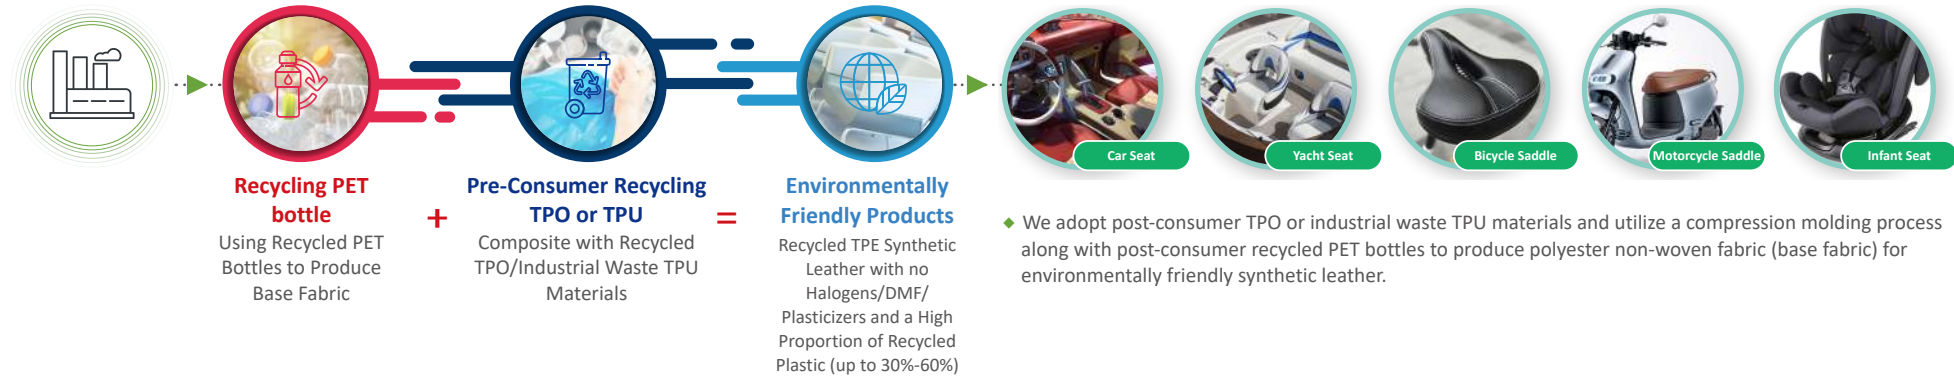 Recycling PET
bottle
Using Recycled PET
Bottles to Produce
Base Fabric
+
Pre-Consumer Recycling
TPO or TPU
Composite with Recycled
TPO/Industrial Waste TPU
Materials
=
Environmentally
Friendly Products
Recycled TPE Synthetic
Leather with no
Halogens/DMF/
Plasticizers and a High
Proportion of Recycled
Plastic (up to 30%-60%)
Car Seat
Yacht Seat
Bicycle Saddle
Motorcycle Saddle
Infant Seat
◆ We adopt post-consumer TPO or industrial waste TPU materials and utilize a compression molding process
along with post-consumer recycled PET bottles to produce polyester non-woven fabric (base fabric) for
environmentally friendly synthetic leather.